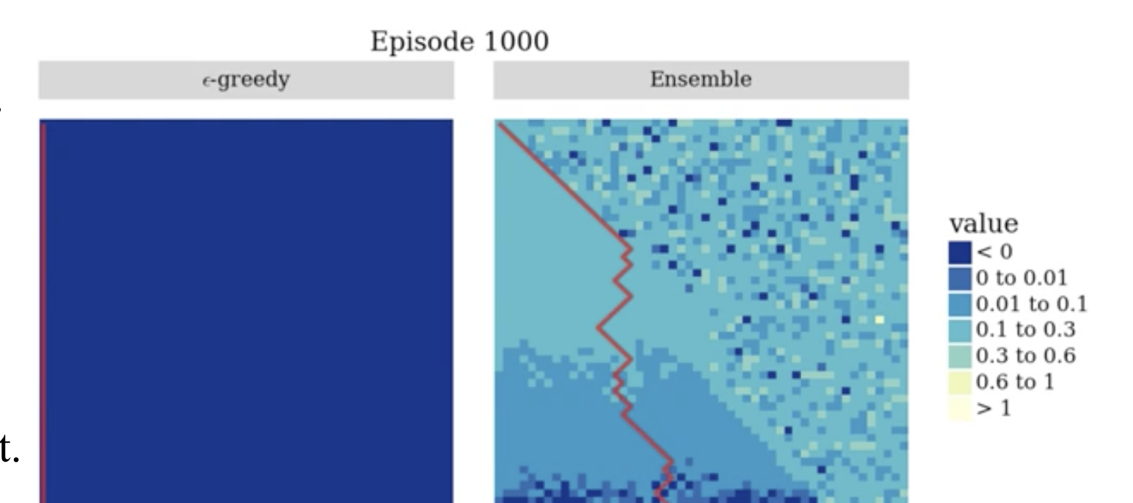 Episode 1000
ϵ-greedy
Ensemble
value
< 0
0 to 0.01
0.01 to 0.1
0.1 to 0.3
0.3 to 0.6
0.6 to 1
> 1
t.